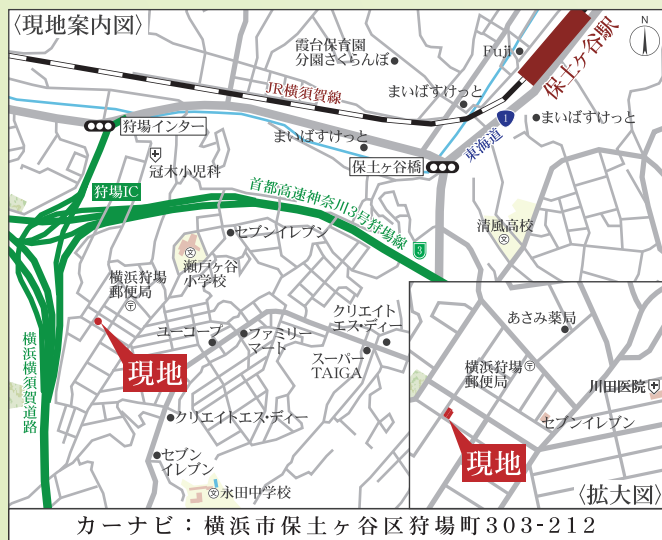 〈現地案内図〉
霞台保育園
分園さくらんぼ
Fuji
保土ヶ谷駅
N
JR横須賀線
まいばすけっと
1
東海道
まいばすけっと
狩場インター
まいばすけっと
保土ヶ谷橋
冠木小児科
狩場IC
首都高速神奈川3号狩場線
3
清風高校
セブンイレブン
瀬戸ヶ谷
小学校
横浜狩場
郵便局
現地
ユーコープ
ファミリー
マート
クリエイト
エス・ディー
スーパー
TAIGA
横浜横須賀道路
クリエイトエス・ディー
セブン
イレブン
永田中学校
あさみ薬局
横浜狩場
郵便局
川田医院
セブンイレブン
現地
〈拡大図〉
カーナビ：横浜市保土ヶ谷区狩場町303-212